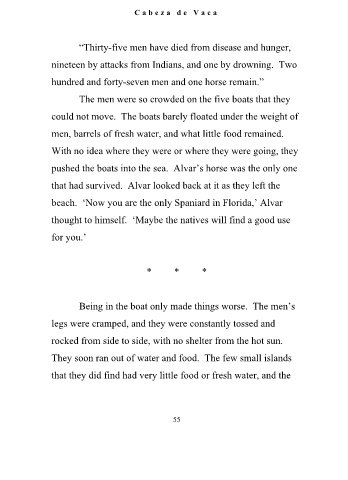 Cabeza de Vaca
“Thirty-five men have died from disease and hunger,
nineteen by attacks from Indians, and one by drowning.  Two
hundred and forty-seven men and one horse remain.”
The men were so crowded on the five boats that they
could not move.  The boats barely floated under the weight of
men, barrels of fresh water, and what little food remained.
With no idea where they were or where they were going, they
pushed the boats into the sea.  Alvar’s horse was the only one
that had survived.  Alvar looked back at it as they left the
beach.  ‘Now you are the only Spaniard in Florida,’ Alvar
thought to himself.  ‘Maybe the natives will find a good use
for you.’
* * *
Being in the boat only made things worse.  The men’s
legs were cramped, and they were constantly tossed and
rocked from side to side, with no shelter from the hot sun.
They soon ran out of water and food.  The few small islands
that they did find had very little food or fresh water, and the
55